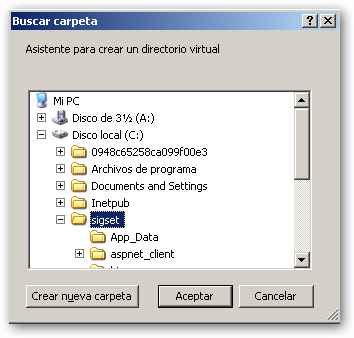 Buscar carpeta
Asistente para crear un directorio virtual
Mi PC
Disco de 3½ (A:)
Disco local (C:)
0948c65258ca099f00e3
Archivos de programa
Documents and Settings
Inetpub
sigset
App_Data
aspnet_client
Crear nueva carpeta
Aceptar
Cancelar